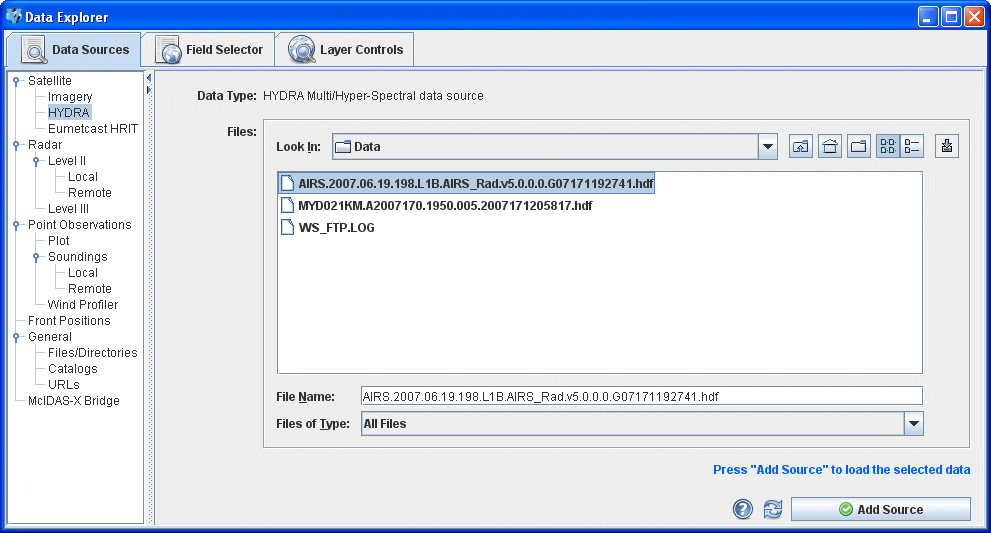 Data Explorer
Data Sources
Field Selector
Layer Controls
Satellite
Imagery
HYDRA
Eumetcast HRIT
Radar
Level II
Local
Remote
Level III
Point Observations
Plot
Soundings
Local
Remote
Wind Profiler
Front Positions
General
Files/Directories
Catalogs
URLs
McIDAS-X Bridge
Data Type: HYDRA Multi/Hyper-Spectral data source
Files:
Look In: Data
AIRS.2007.06.19.198.L1B.AIRS_Rad.v5.0.0.0.G07171192741.hdf
MYD021KM.A2007170.1950.005.2007171205817.hdf
WS_FTP.LOG
File Name: AIRS.2007.06.19.198.L1B.AIRS_Rad.v5.0.0.0.G07171192741.hdf
Files of Type: All Files
Press "Add Source" to load the selected data
? Add Source